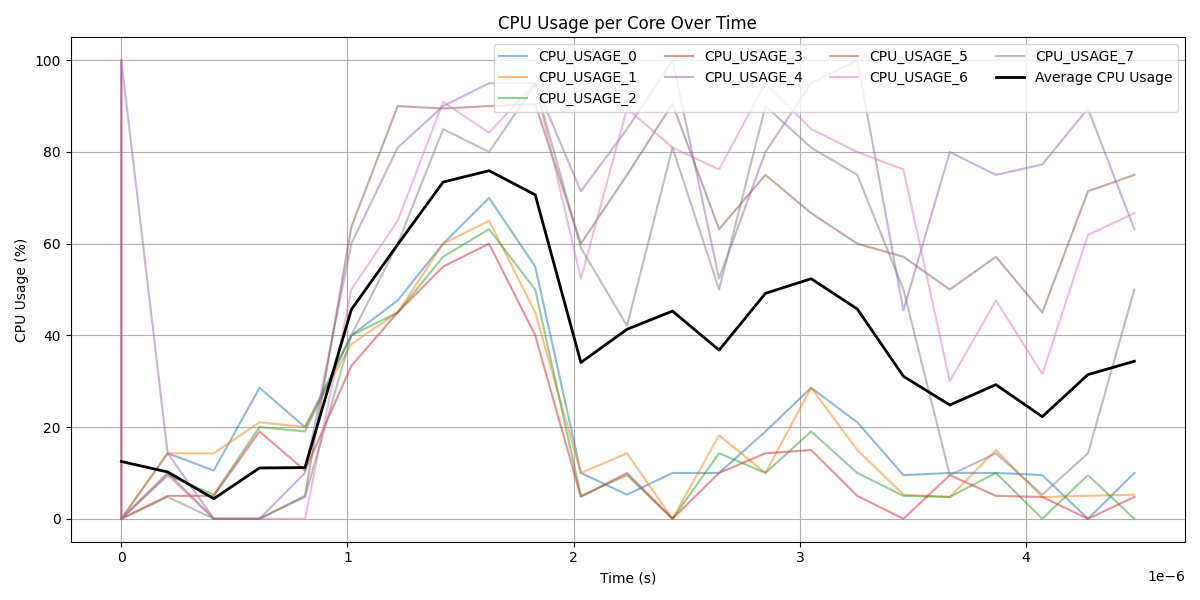 CPU Usage per Core Over Time
CPU Usage (%)
100
80
60
40
20
0
CPU_USAGE_0
CPU_USAGE_1
CPU_USAGE_2
CPU_USAGE_3
CPU_USAGE_4
CPU_USAGE_5
CPU_USAGE_6
CPU_USAGE_7
Average CPU Usage
0
1
2
3
4
1e−6
Time (s)